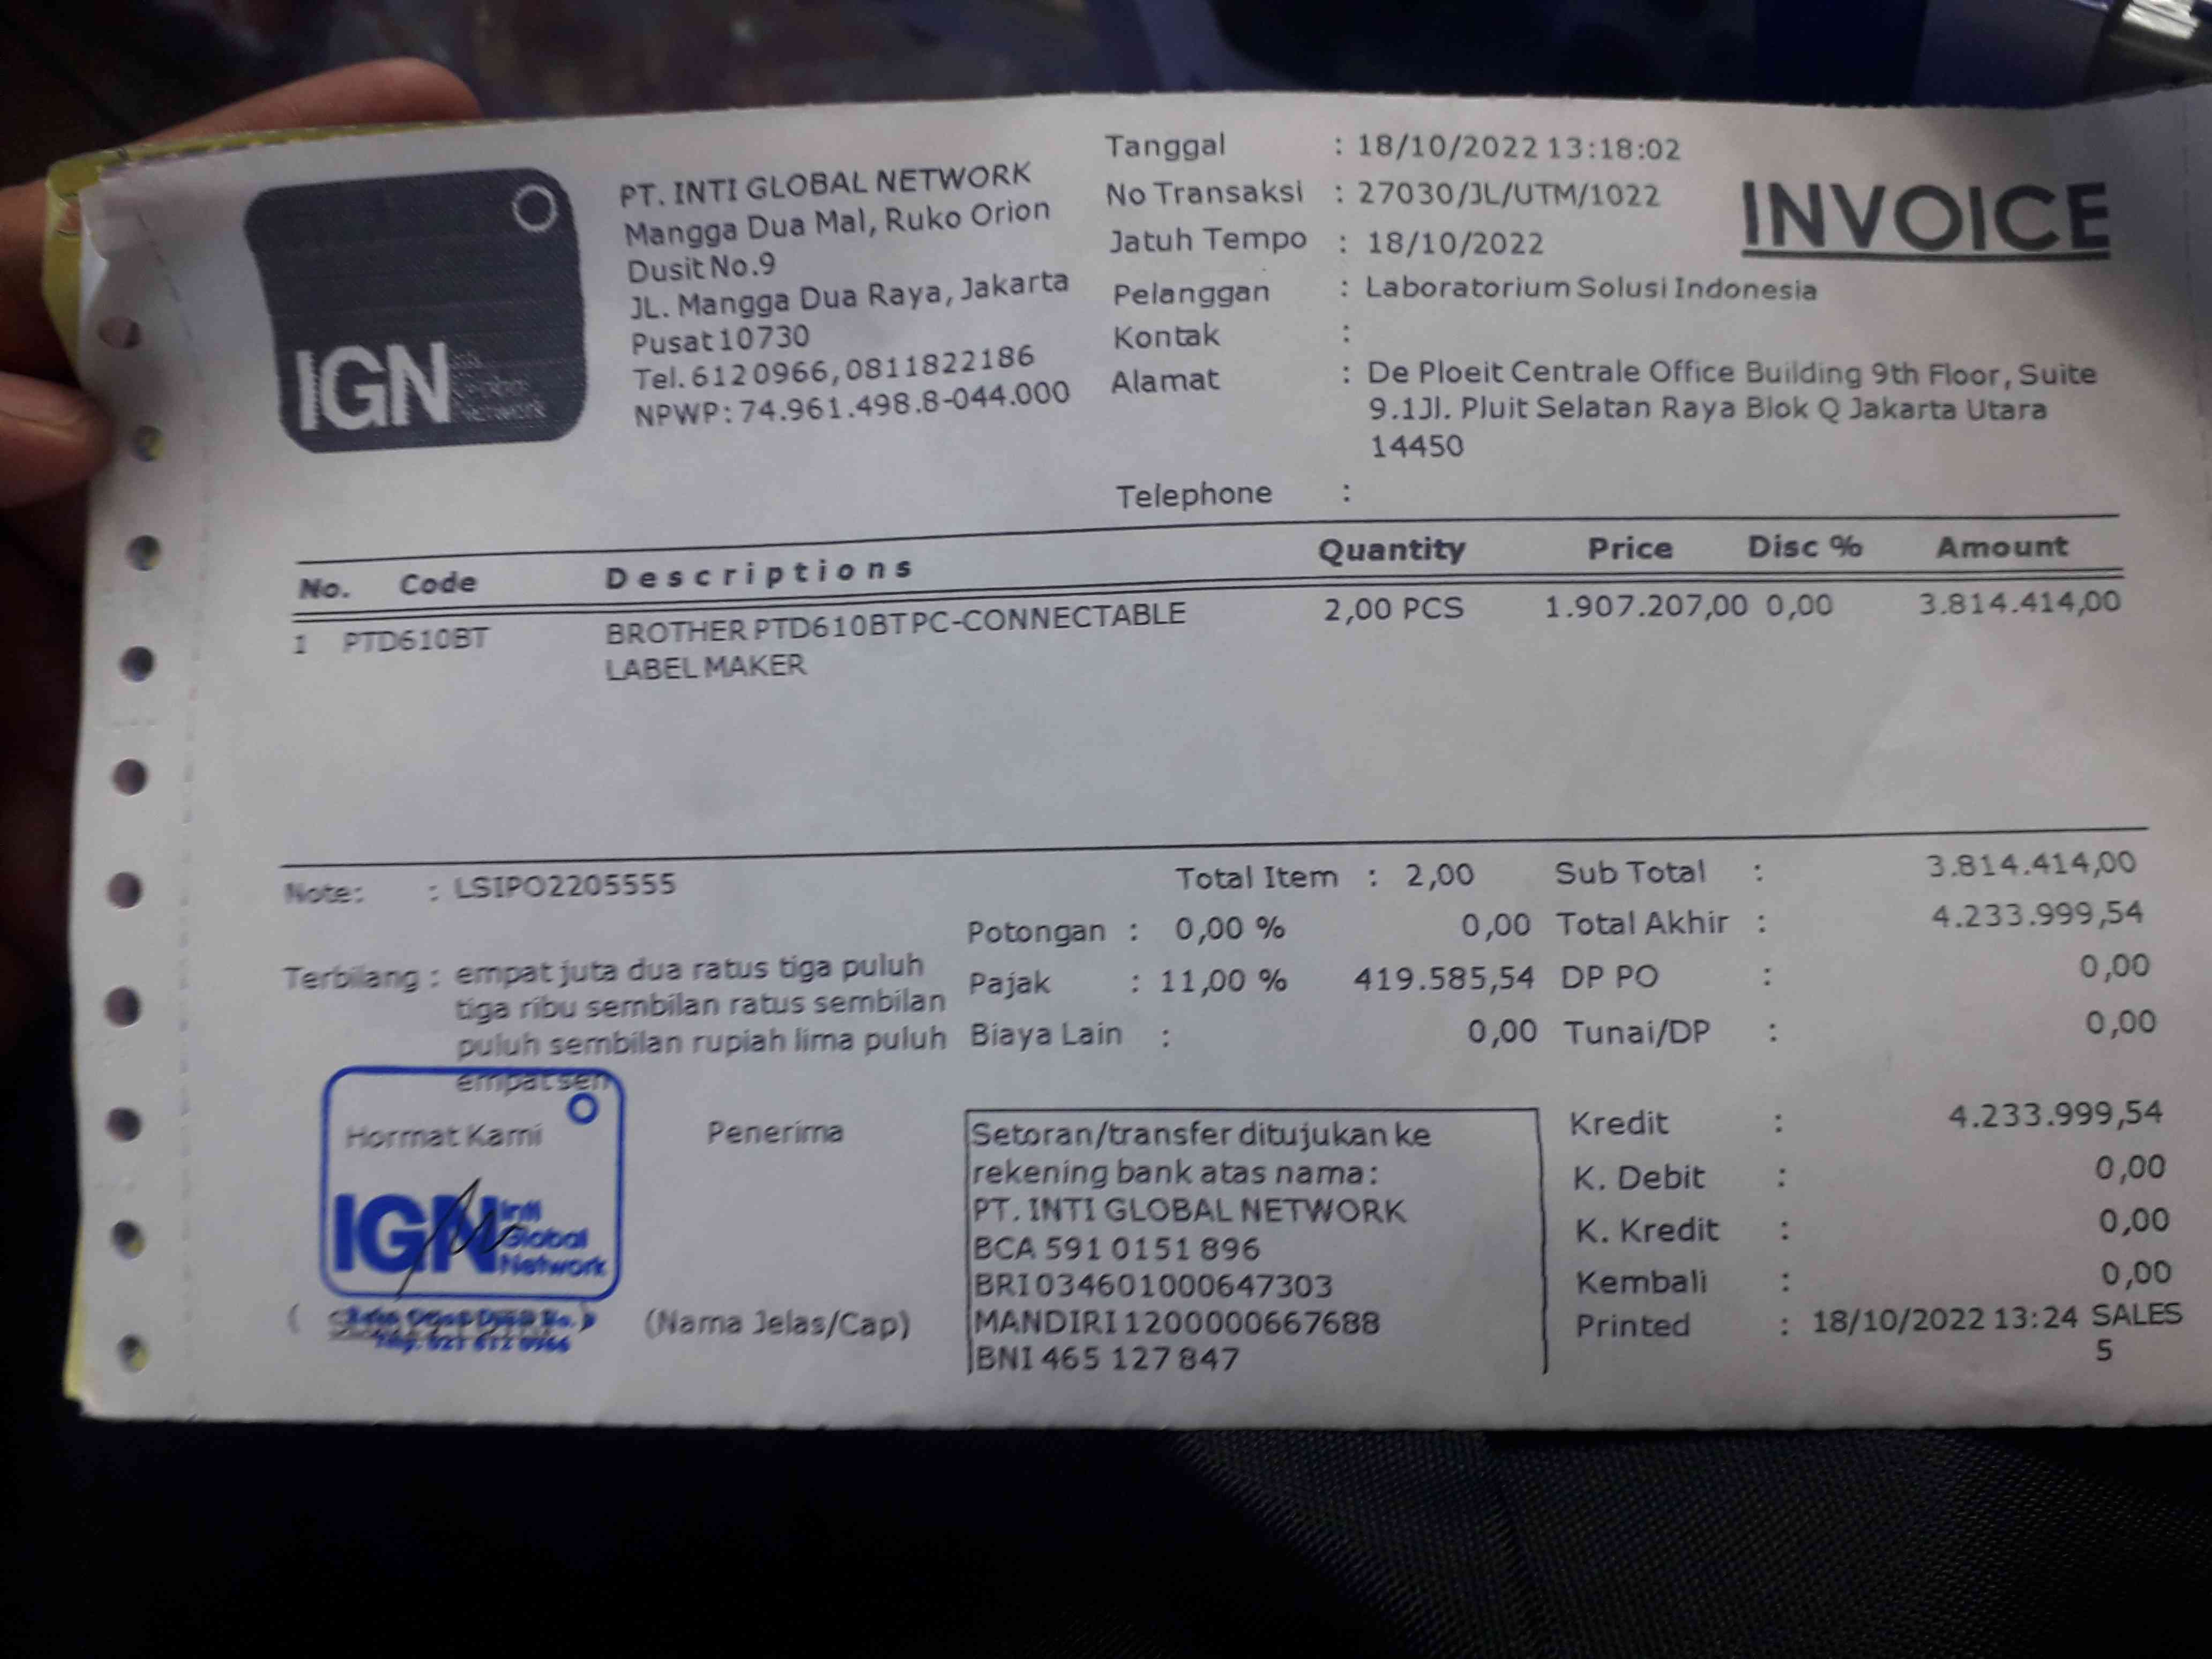 IGN
Global
Network
PT. INTI GLOBAL NETWORK
Mangga Dua Mal, Ruko Orion
Dusit No.9
JL. Mangga Dua Raya, Jakarta
Pusat 10730
Tel. 612 0966, 0811822186
NPWP : 74.961.498.8-044.000
Tanggal : 18/10/2022 13:18:02
No Transaksi : 27030/JL/UTM/1022
Jatuh Tempo : 18/10/2022
Pelanggan : Laboratorium Solusi Indonesia
Kontak :
Alamat : De Ploeit Centrale Office Building 9th Floor, Suite
9.1 Jl. Pluit Selatan Raya Blok Q Jakarta Utara
14450
Telephone :
INVOICE
No. Code Descriptions Quantity Price Disc % Amount
1 PTD610BT BROTHER PTD610BT PC-CONNECTABLE 2,00 PCS 1.907.207,00 0,00 3.814.414,00
LABEL MAKER
Note: : LSIPO2205555
Terbilang : empat juta dua ratus tiga puluh
tiga ribu sembilan ratus sembilan
puluh sembilan rupiah lima puluh
empat sen
Total Item : 2,00
Potongan : 0,00 % 0,00
Pajak : 11,00 % 419.585,54
Biaya Lain : 0,00
Sub Total : 3.814.414,00
Total Akhir : 4.233.999,54
DP PO : 0,00
Tunai/DP : 0,00
Kredit : 4.233.999,54
K. Debit : 0,00
K. Kredit : 0,00
Kembali : 0,00
Printed : 18/10/2022 13:24 SALES
5
Hormat Kami
IGN Inti
Global
Network
Penerima
(Nama Jelas/Cap)
Setoran/transfer ditujukan ke
rekening bank atas nama:
PT. INTI GLOBAL NETWORK
BCA 591 0151 896
BRI 034601000647303
MANDIRI 1200000667688
BNI 465 127 847